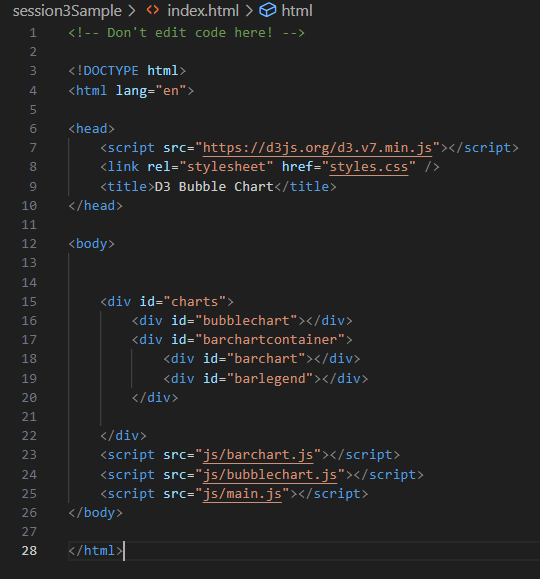 session3Sample > index.html > html
1 <!-- Don't edit code here! -->
2
3 <!DOCTYPE html>
4 <html lang="en">
5
6 <head>
7     <script src="https://d3js.org/d3.v7.min.js"></script>
8     <link rel="stylesheet" href="styles.css" />
9     <title>D3 Bubble Chart</title>
10 </head>
11
12 <body>
13
14
15     <div id="charts">
16         <div id="bubblechart"></div>
17         <div id="barchartcontainer">
18             <div id="barchart"></div>
19             <div id="barlegend"></div>
20         </div>
21
22     </div>
23     <script src="js/barchart.js"></script>
24     <script src="js/bubblechart.js"></script>
25     <script src="js/main.js"></script>
26 </body>
27
28 </html>